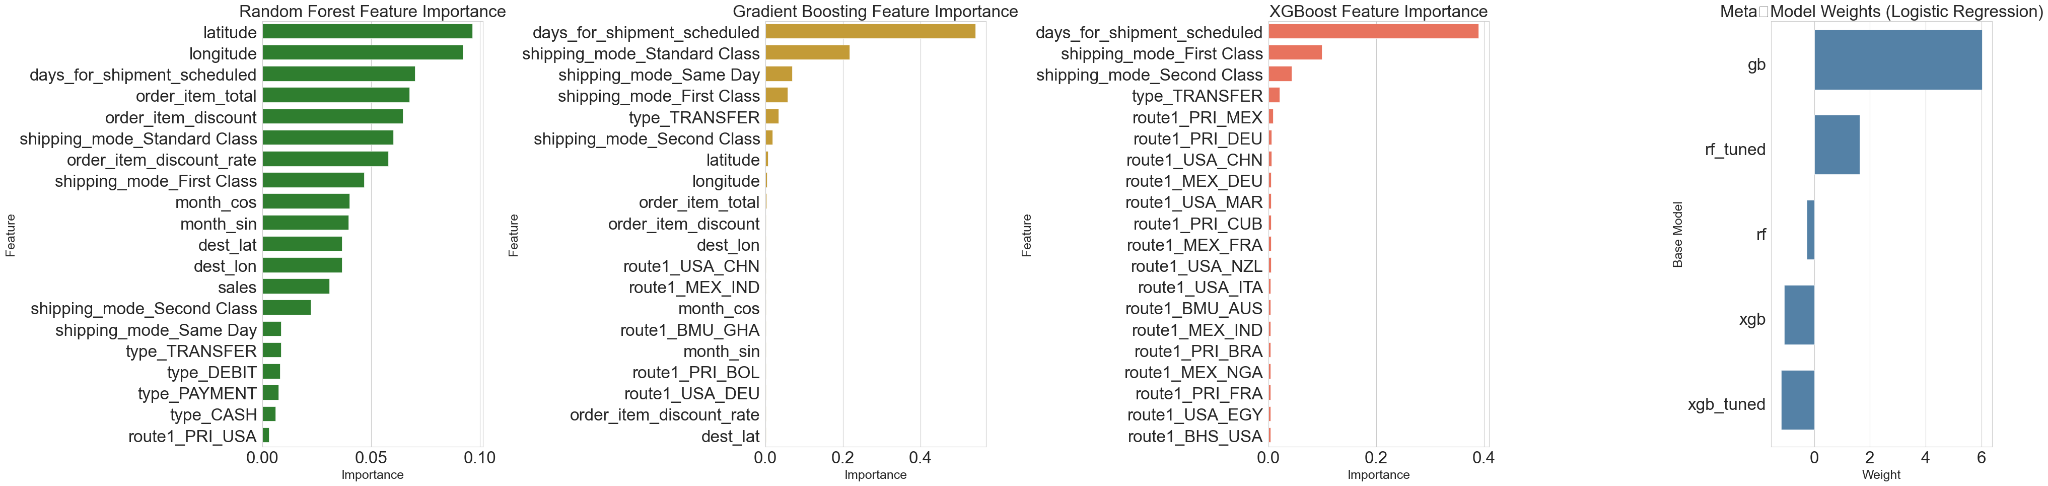 Random Forest Feature Importance
latitude
longitude
days_for_shipment_scheduled
order_item_total
order_item_discount
shipping_mode_Standard Class
order_item_discount_rate
shipping_mode_First Class
month_cos
month_sin
dest_lat
dest_lon
sales
shipping_mode_Second Class
shipping_mode_Same Day
type_TRANSFER
type_DEBIT
type_PAYMENT
type_CASH
route1_PRI_USA
Feature
0.00 0.05 0.10
Importance
Gradient Boosting Feature Importance
days_for_shipment_scheduled
shipping_mode_Standard Class
shipping_mode_Same Day
shipping_mode_First Class
type_TRANSFER
shipping_mode_Second Class
latitude
longitude
order_item_total
order_item_discount
dest_lon
route1_USA_CHN
route1_MEX_IND
month_cos
route1_BMU_GHA
month_sin
route1_PRI_BOL
route1_USA_DEU
order_item_discount_rate
dest_lat
Feature
0.0 0.2 0.4
Importance
XGBoost Feature Importance
days_for_shipment_scheduled
shipping_mode_First Class
shipping_mode_Second Class
type_TRANSFER
route1_PRI_MEX
route1_PRI_DEU
route1_USA_CHN
route1_MEX_DEU
route1_USA_MAR
route1_PRI_CUB
route1_MEX_FRA
route1_USA_NZL
route1_USA_ITA
route1_BMU_AUS
route1_MEX_IND
route1_PRI_BRA
route1_MEX_NGA
route1_PRI_FRA
route1_USA_EGY
route1_BHS_USA
Feature
0.0 0.2 0.4
Importance
Meta□Model Weights (Logistic Regression)
gb
rf_tuned
rf
xgb
xgb_tuned
Base Model
0 2 4 6
Weight